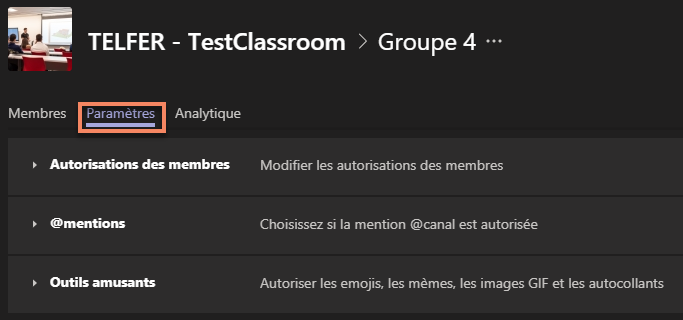 TELFER - TestClassroom > Groupe 4 ···
Membres Paramètres Analytique
Autorisations des membres Modifier les autorisations des membres
@mentions Choisissez si la mention @canal est autorisée
Outils amusants Autoriser les emojis, les mèmes, les images GIF et les autocollants